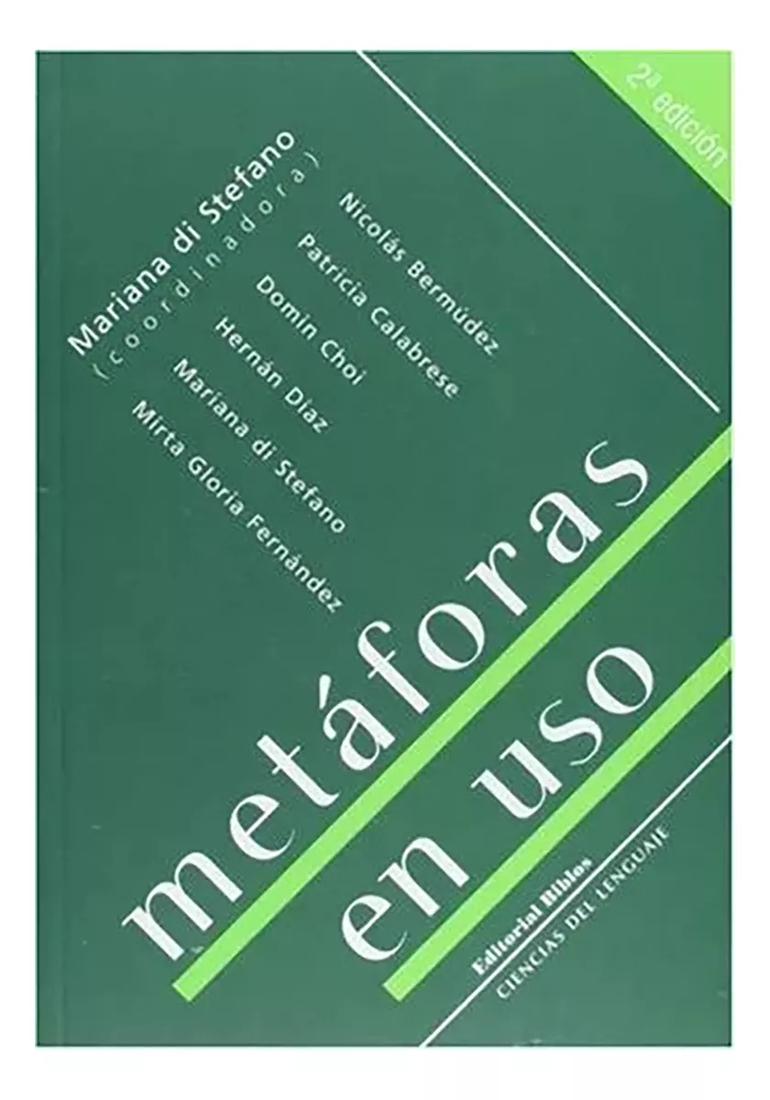 2ª edición
Mariana di Stefano
(coordinadora)
Nicolás Bermúdez
Patricia Calabrese
Domin Choi
Hernán Díaz
Mariana di Stefano
Mirta Gloria Fernández
metáforas
en uso
Editorial Biblos
CIENCIAS DEL LENGUAJE